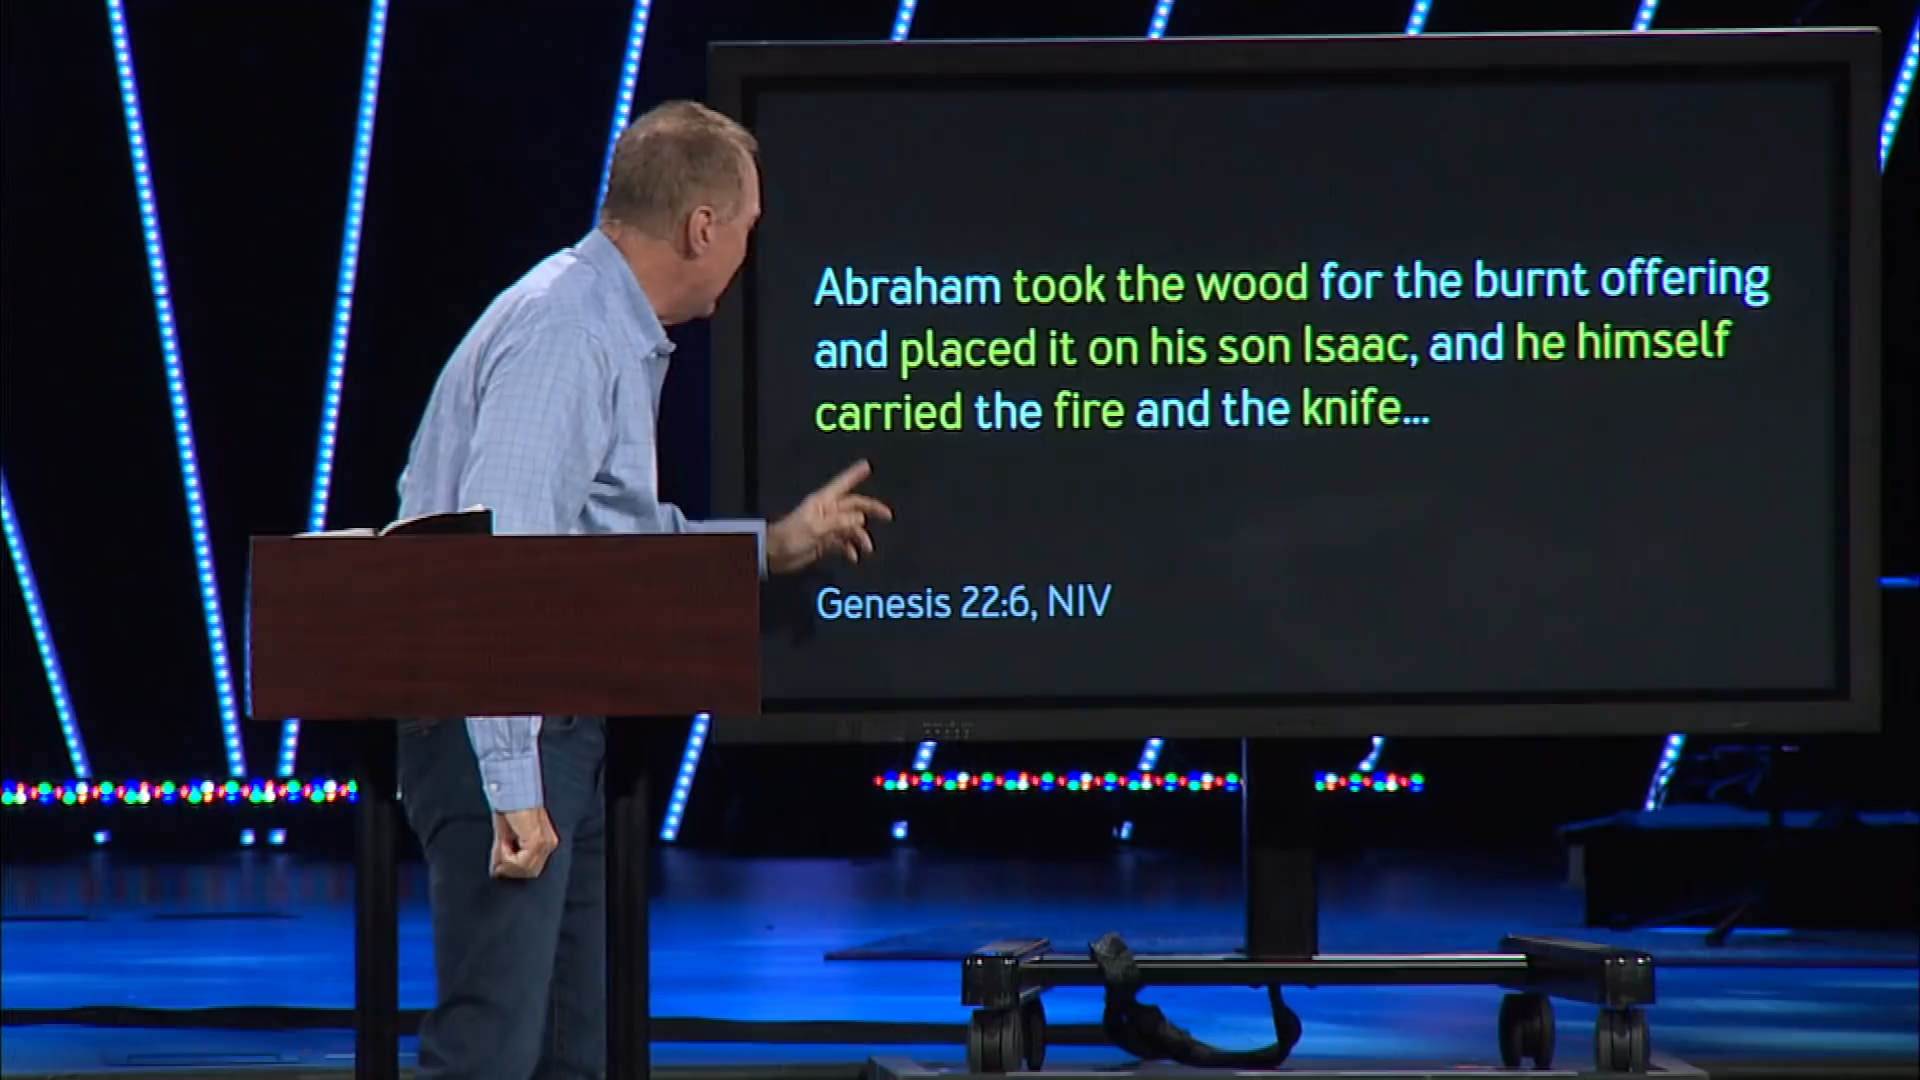 Abraham took the wood for the burnt offering
and placed it on his son Isaac, and he himself
carried the fire and the knife...
Genesis 22:6, NIV